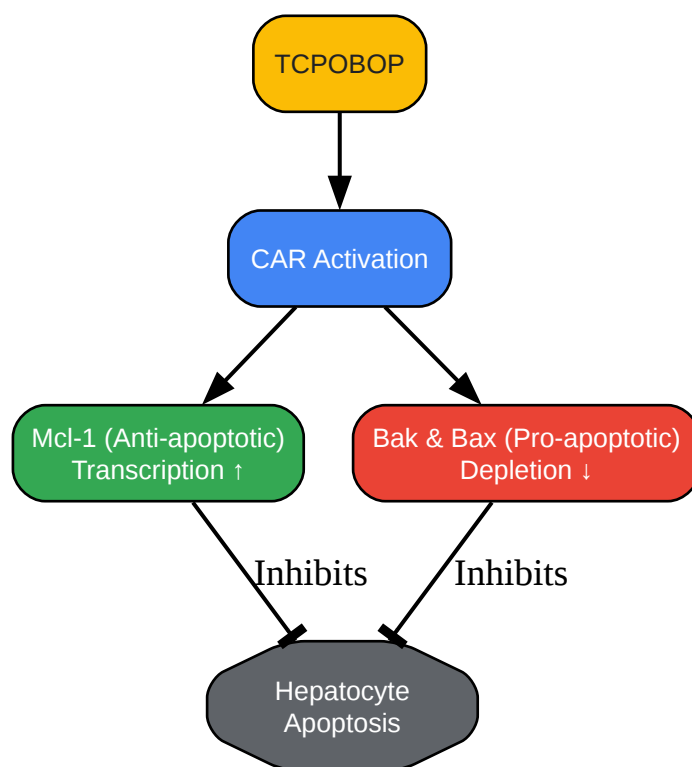 TCPOBOP
CAR Activation
Mcl-1 (Anti-apoptotic)
Transcription ↑
Bak & Bax (Pro-apoptotic)
Depletion ↓
Inhibits
Inhibits
Hepatocyte
Apoptosis